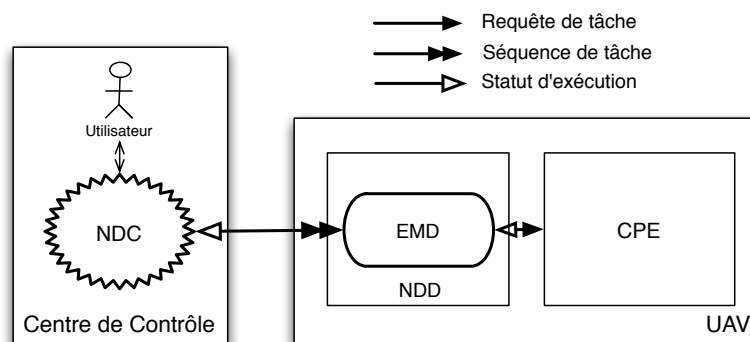 Requête de tâche
Séquence de tâche
Statut d'exécution
Utilisateur
NDC
Centre de Contrôle
EMD
NDD
CPE
UAV